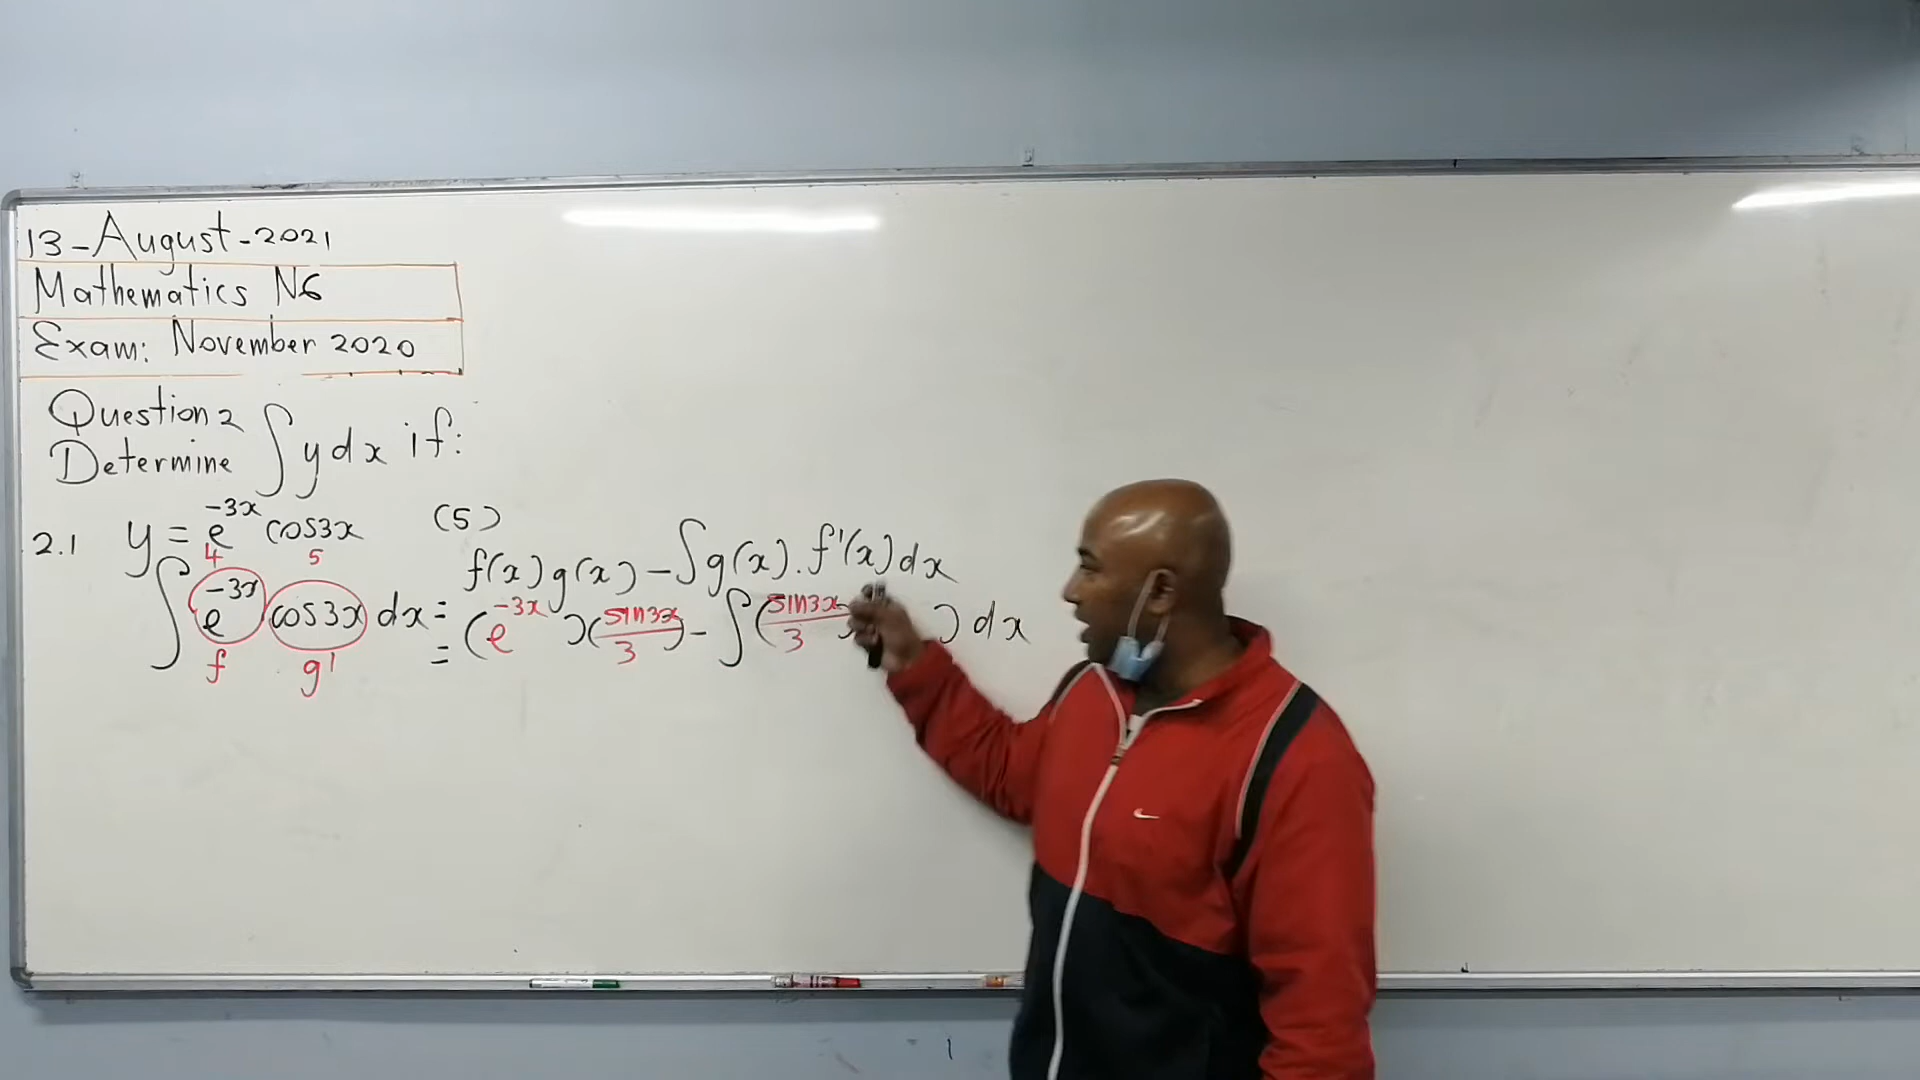 13-August-2021
Mathematics N6
Exam: November 2020
Question 2
Determine ∫ y dx if:
2.1 y = e^{-3x} cos3x (5)
4 5
f(x)g(x) - ∫g(x).f'(x)dx
∫ e^{-3x} cos3x dx = (e^{-3x})(sin3x/3) - ∫(sin3x/3 ) dx
f g' =